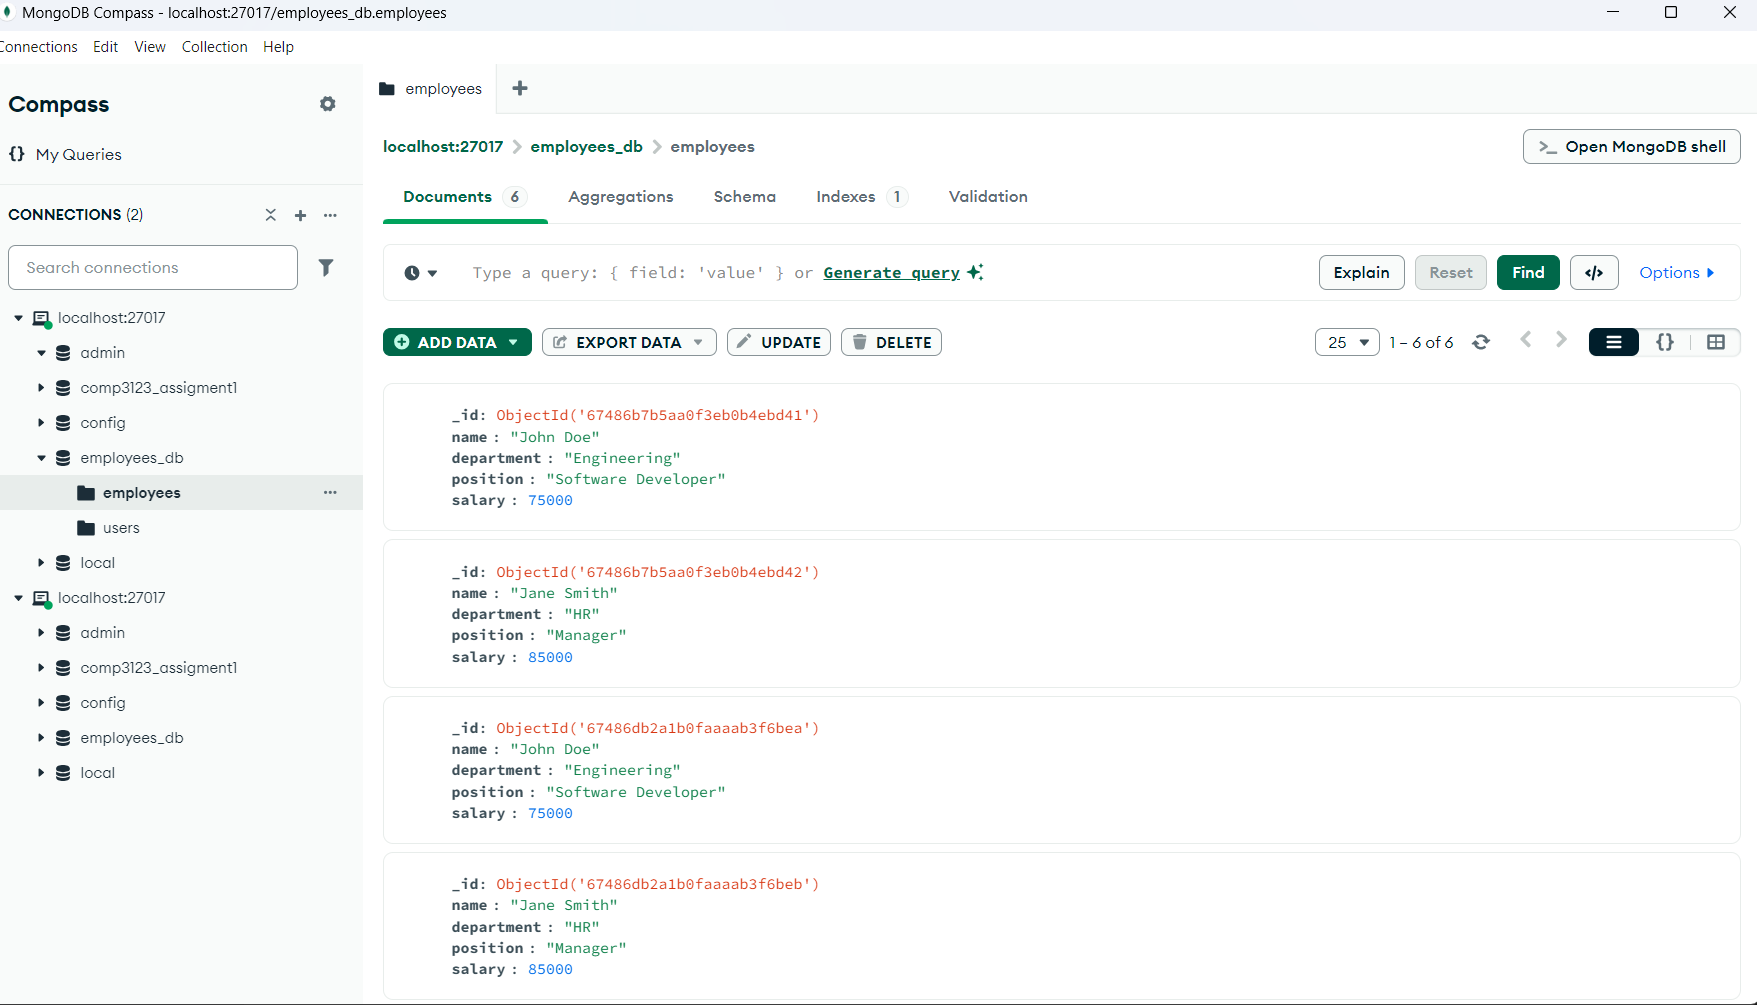 MongoDB Compass - localhost:27017/employees_db.employees
Connections Edit View Collection Help
Compass
{} My Queries
CONNECTIONS (2)
Search connections
localhost:27017
admin
comp3123_assigment1
config
employees_db
employees
users
local
localhost:27017
admin
comp3123_assigment1
config
employees_db
local
employees
localhost:27017 > employees_db > employees
>_ Open MongoDB shell
Documents 6 Aggregations Schema Indexes 1 Validation
Type a query: { field: 'value' } or Generate query
Explain Reset Find </> Options
ADD DATA EXPORT DATA UPDATE DELETE
25 1 – 6 of 6 {}
_id: ObjectId('67486b7b5aa0f3eb0b4ebd41')
name : "John Doe"
department : "Engineering"
position : "Software Developer"
salary : 75000
_id: ObjectId('67486b7b5aa0f3eb0b4ebd42')
name : "Jane Smith"
department : "HR"
position : "Manager"
salary : 85000
_id: ObjectId('67486db2a1b0faaaab3f6bea')
name : "John Doe"
department : "Engineering"
position : "Software Developer"
salary : 75000
_id: ObjectId('67486db2a1b0faaaab3f6beb')
name : "Jane Smith"
department : "HR"
position : "Manager"
salary : 85000